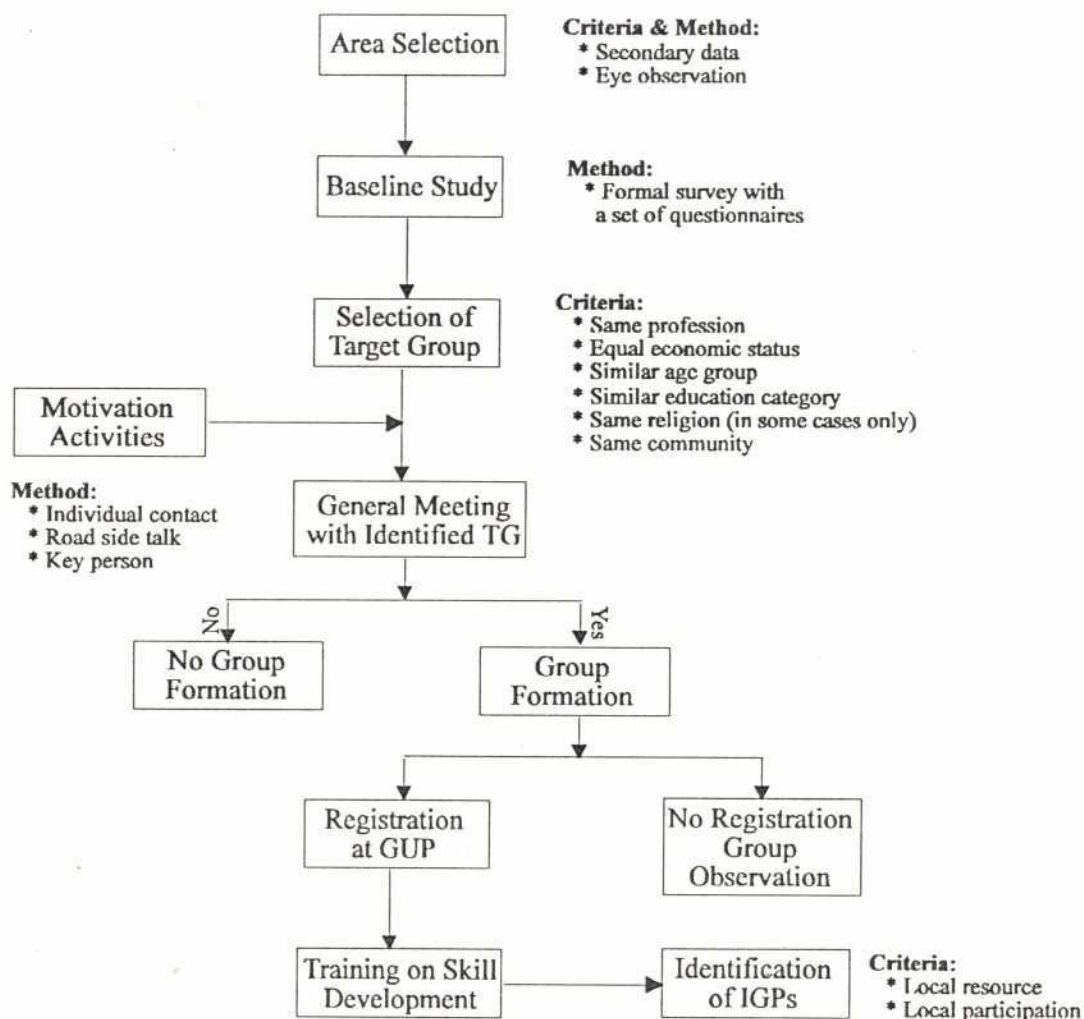 Area Selection
Criteria & Method:
* Secondary data
* Eye observation
Baseline Study
Method:
* Formal survey with
a set of questionnaires
Selection of
Target Group
Criteria:
* Same profession
* Equal economic status
* Similar age group
* Similar education category
* Same religion (in some cases only)
* Same community
Motivation
Activities
Method:
* Individual contact
* Road side talk
* Key person
General Meeting
with Identified TG
No
Yes
No Group
Formation
Group
Formation
Registration
at GUP
No Registration
Group
Observation
Training on Skill
Development
Identification
of IGPs
Criteria:
* Local resource
* Local participation